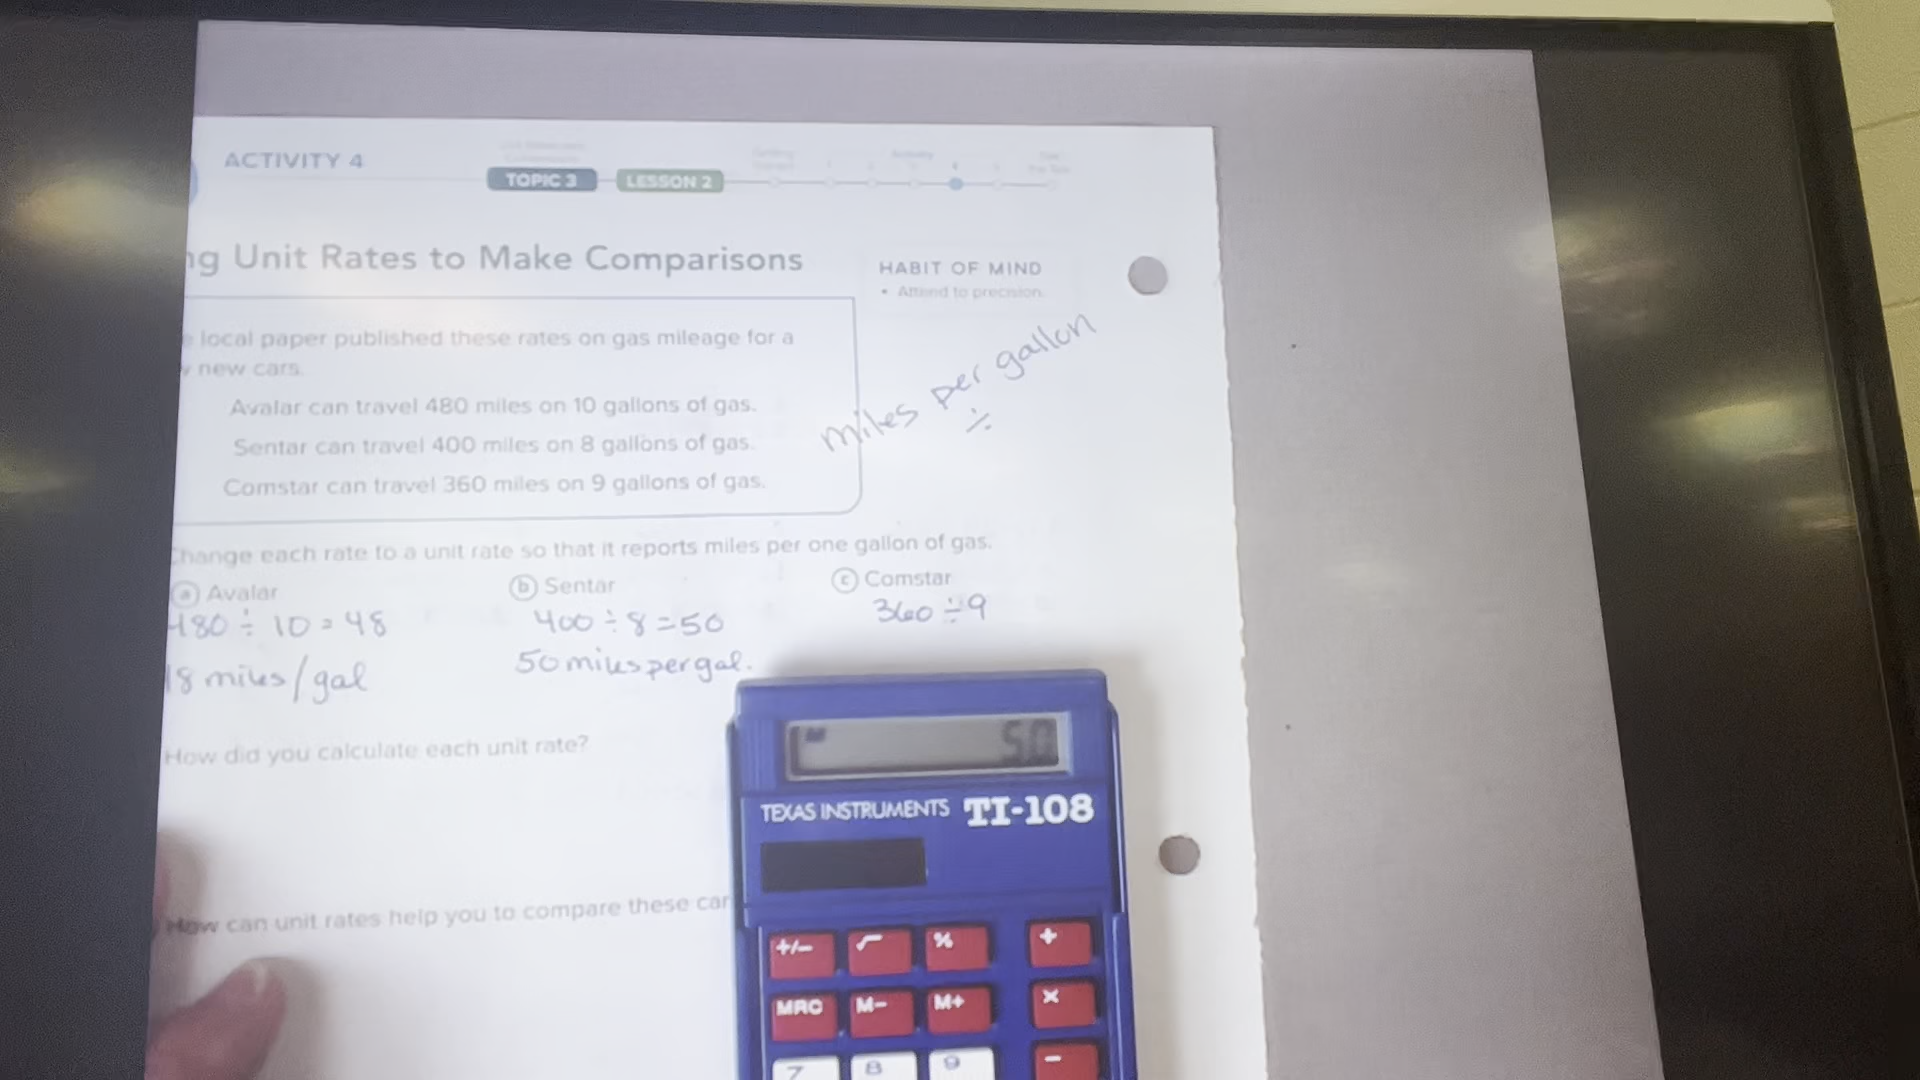 ACTIVITY 4
TOPIC 3
LESSON 2
Activity
ng Unit Rates to Make Comparisons
HABIT OF MIND
• Attend to precision.
local paper published these rates on gas mileage for a
new cars.
Avalar can travel 480 miles on 10 gallons of gas.
Sentar can travel 400 miles on 8 gallons of gas.
Comstar can travel 360 miles on 9 gallons of gas.
miles per gallon
÷
Change each rate to a unit rate so that it reports miles per one gallon of gas.
a Avalar
b Sentar
c Comstar
480 ÷ 10 = 48
400 ÷ 8 = 50
360 ÷ 9
8 miles/gal
50 miles per gal.
How did you calculate each unit rate?
M 50.
TEXAS INSTRUMENTS TI-108
How can unit rates help you to compare these car
+/- √ % +
MRC M- M+ ×
7 8 9 -